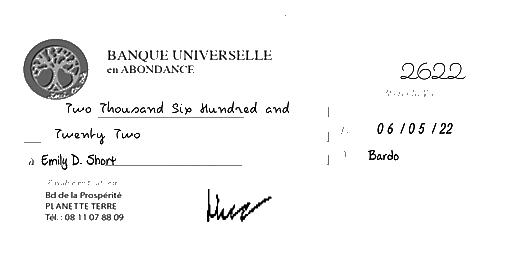 BANQUE UNIVERSELLE
en ABONDANCE
2622
Two Thousand Six Hundred and
Twenty Two
06/05/22
à Emily D. Short
Bardo
Bd de la Prospérité
PLANETTE TERRE
Tél. : 08 11 07 88 09